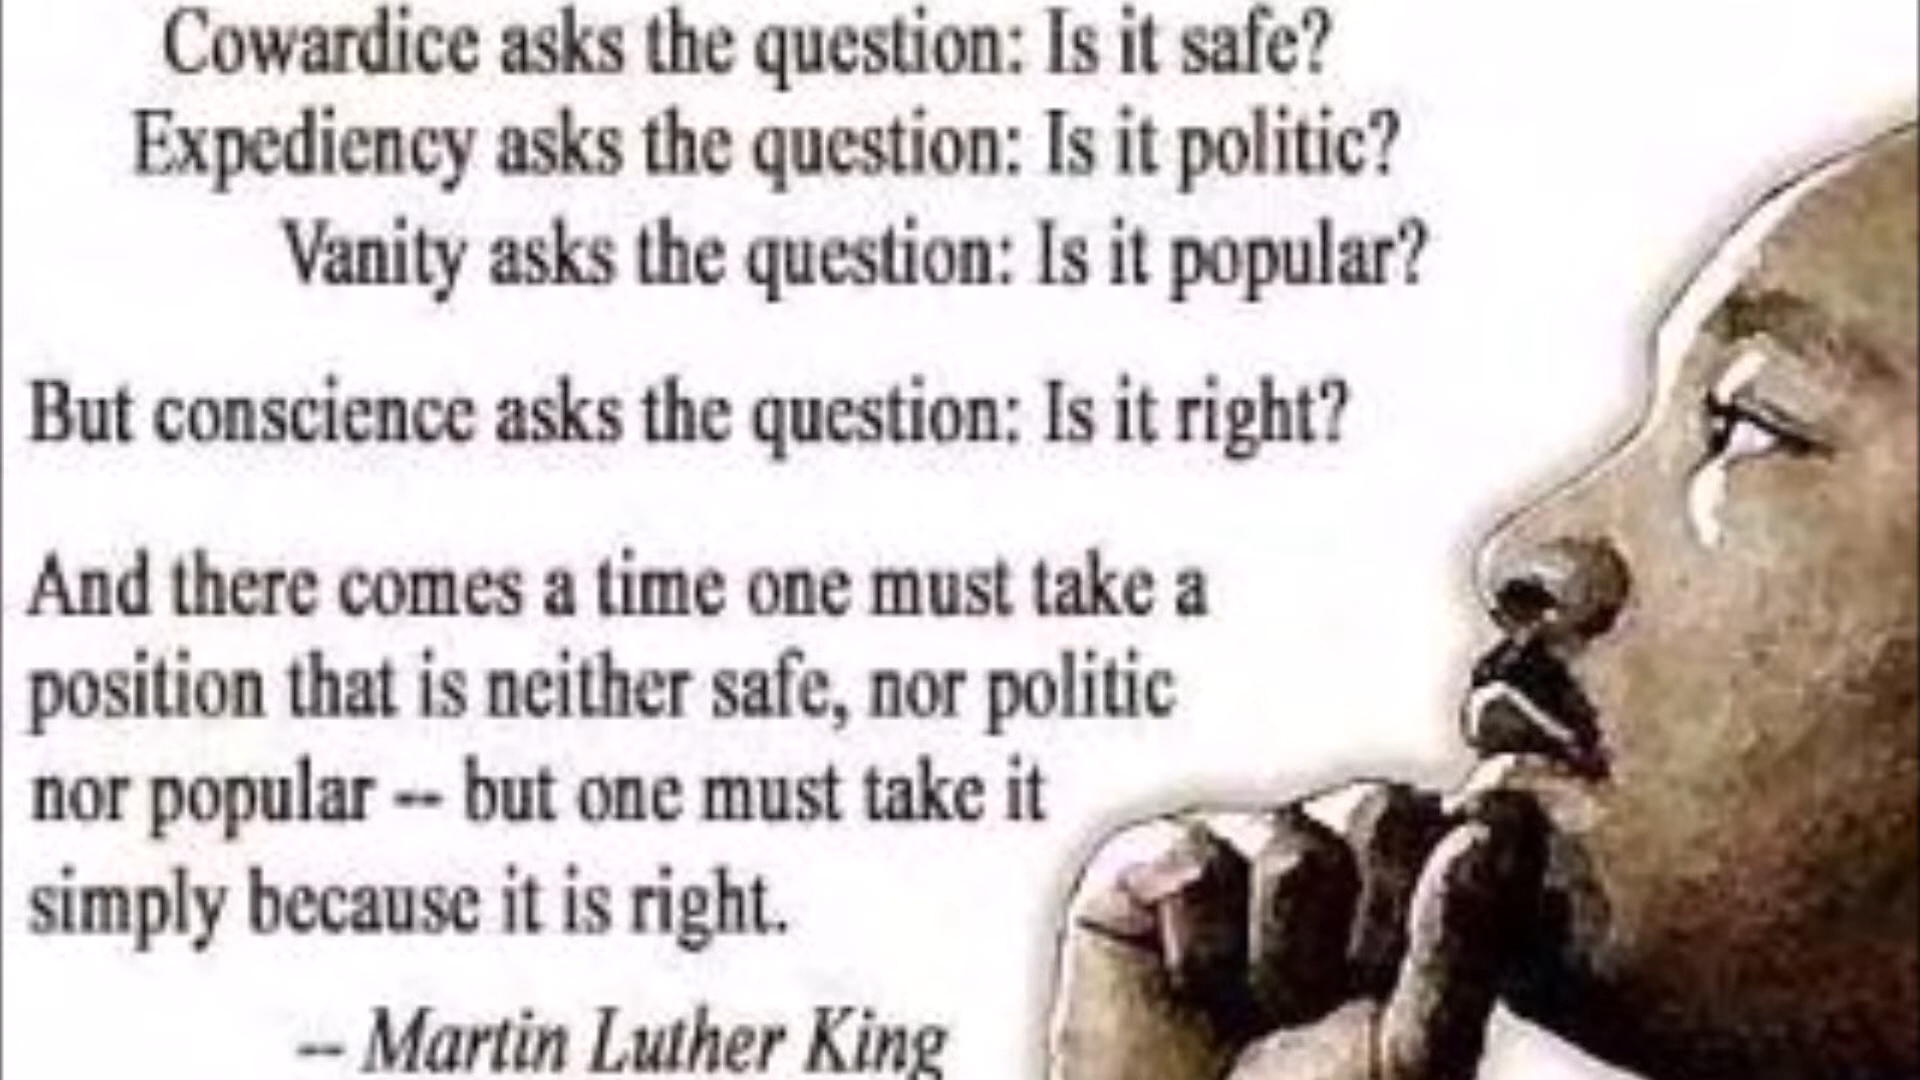 Cowardice asks the question: Is it safe?
Expediency asks the question: Is it politic?
Vanity asks the question: Is it popular?
But conscience asks the question: Is it right?
And there comes a time one must take a
position that is neither safe, nor politic
nor popular -- but one must take it
simply because it is right.
-- Martin Luther King